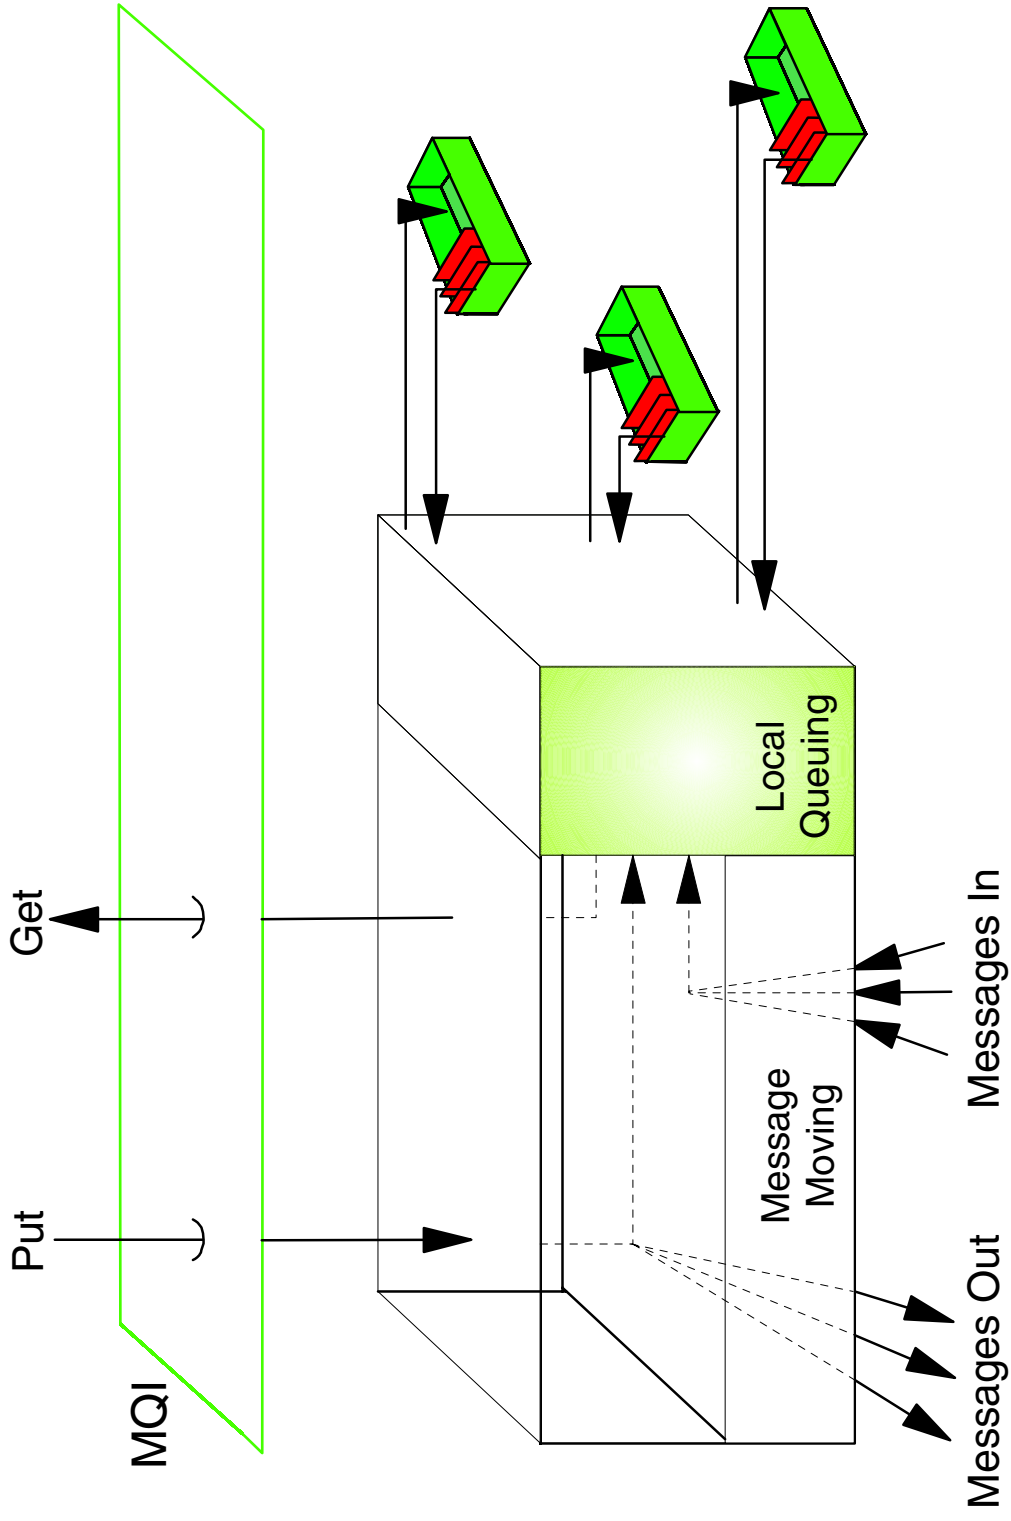 Put
Get
MQI
Message
Moving
Local
Queuing
Messages Out
Messages In